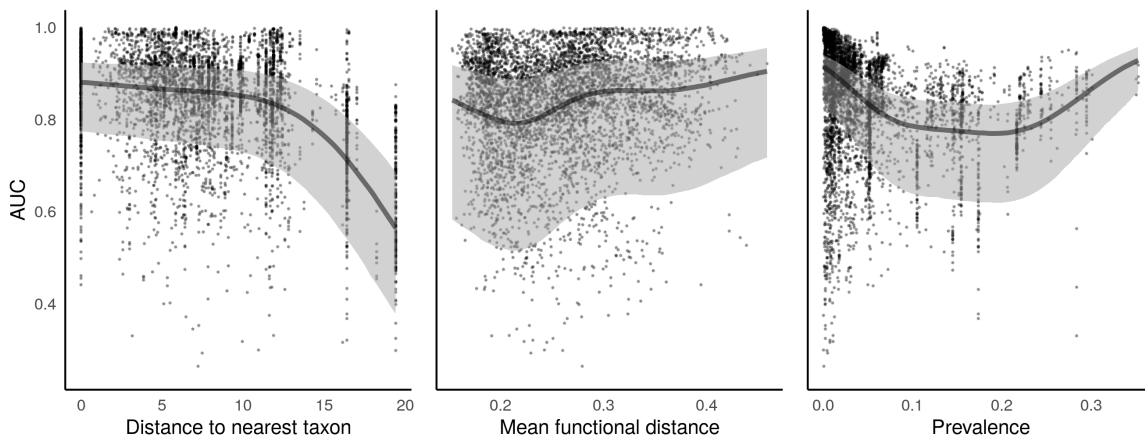 AUC
1.0
0.8
0.6
0.4
0 5 10 15 20
0.2 0.3 0.4
0.0 0.1 0.2 0.3
Distance to nearest taxon
Mean functional distance
Prevalence